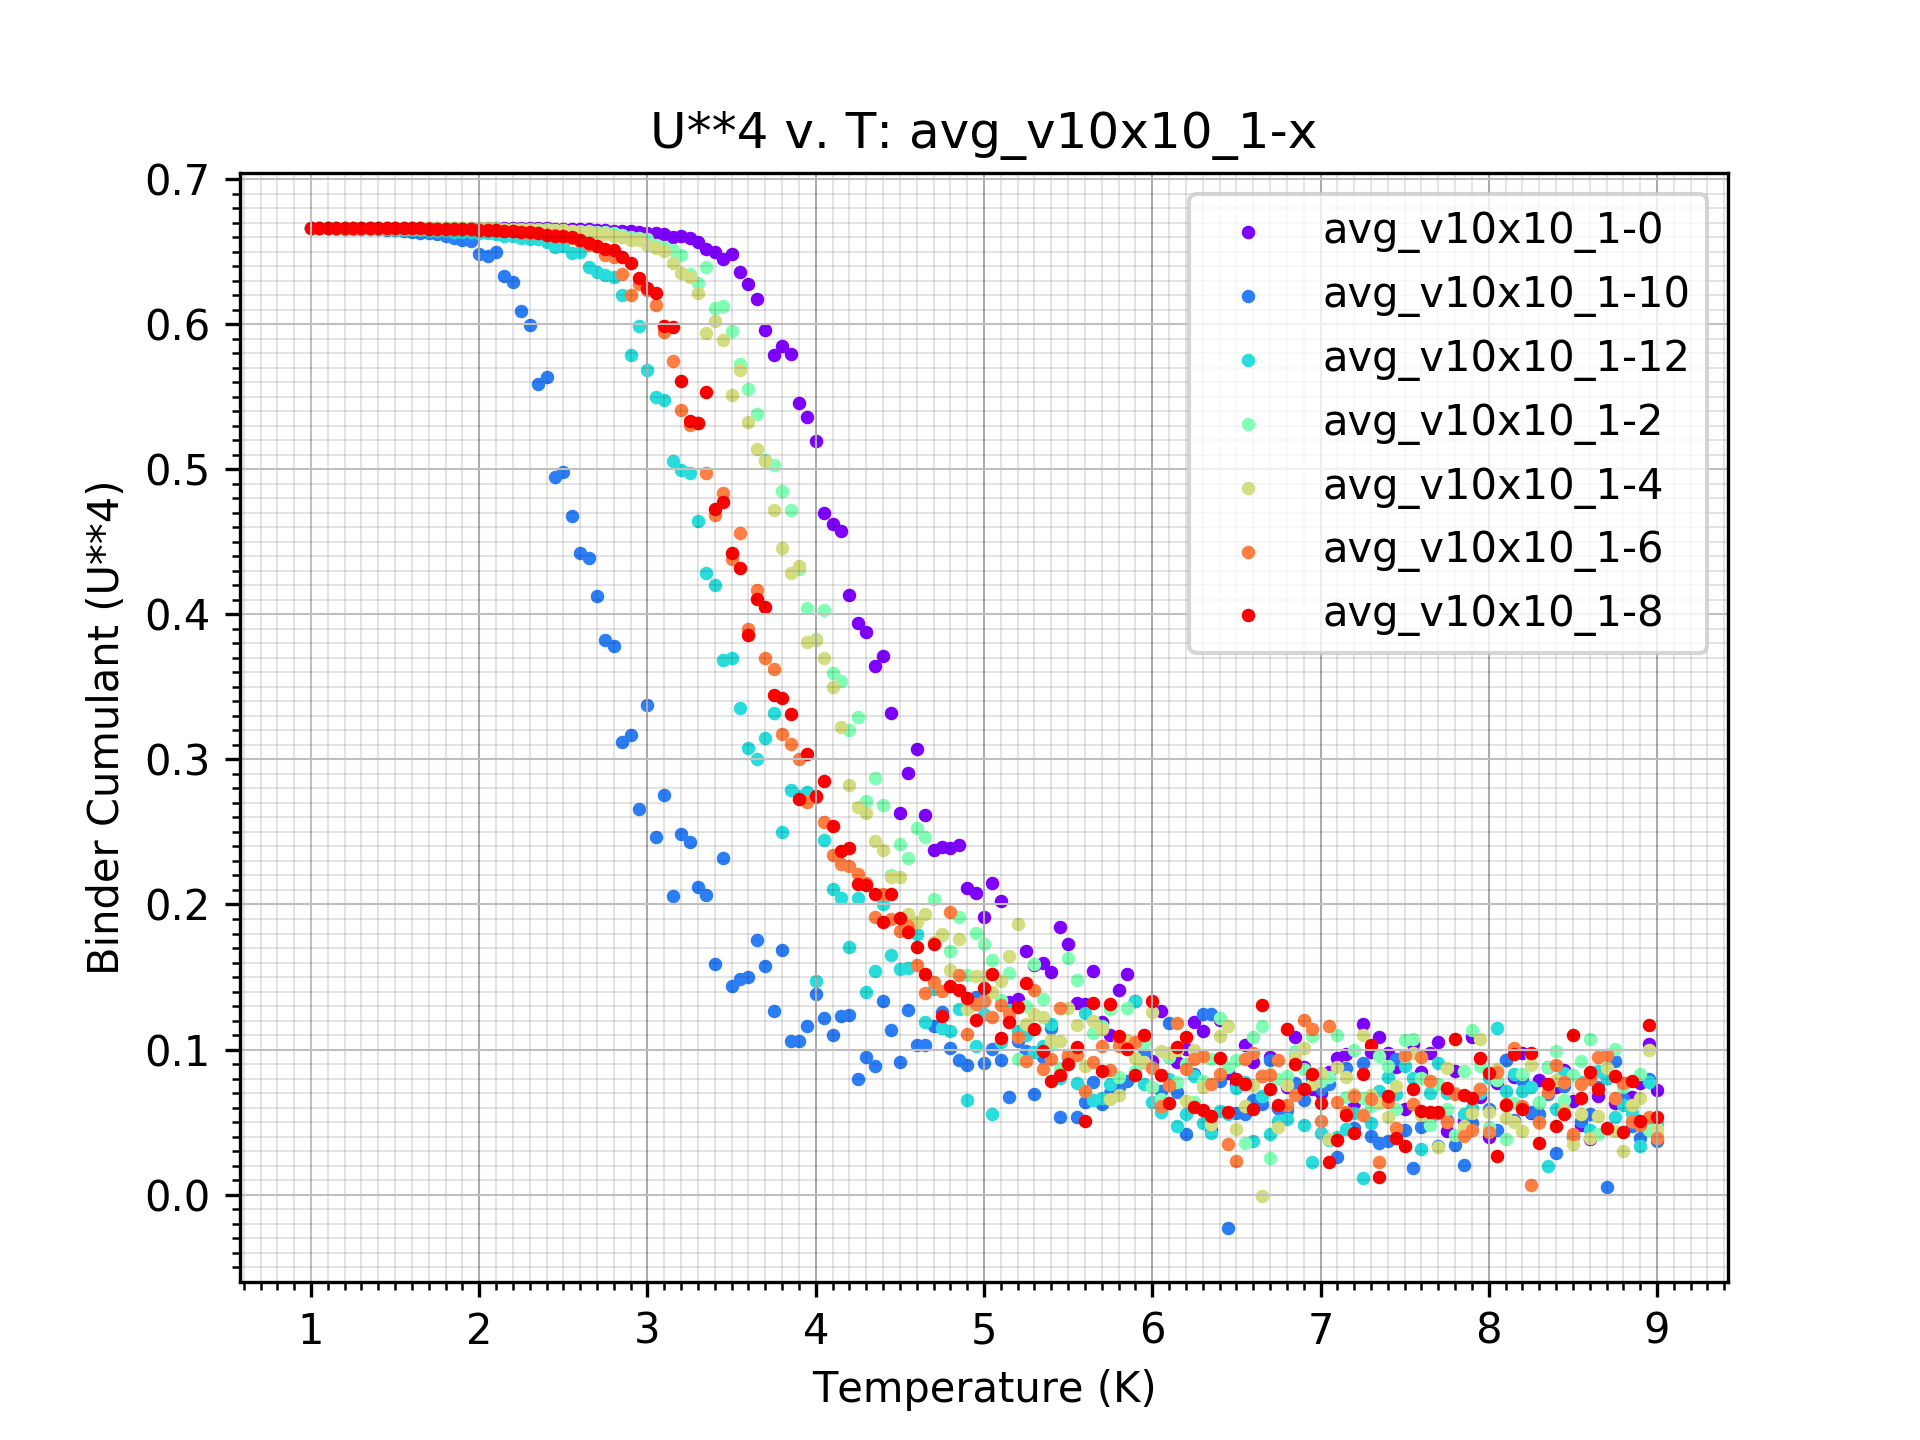 U**4 v. T: avg_v10x10_1-x
Binder Cumulant (U**4)
0.7
0.6
0.5
0.4
0.3
0.2
0.1
0.0
avg_v10x10_1-0
avg_v10x10_1-10
avg_v10x10_1-12
avg_v10x10_1-2
avg_v10x10_1-4
avg_v10x10_1-6
avg_v10x10_1-8
1 2 3 4 5 6 7 8 9
Temperature (K)